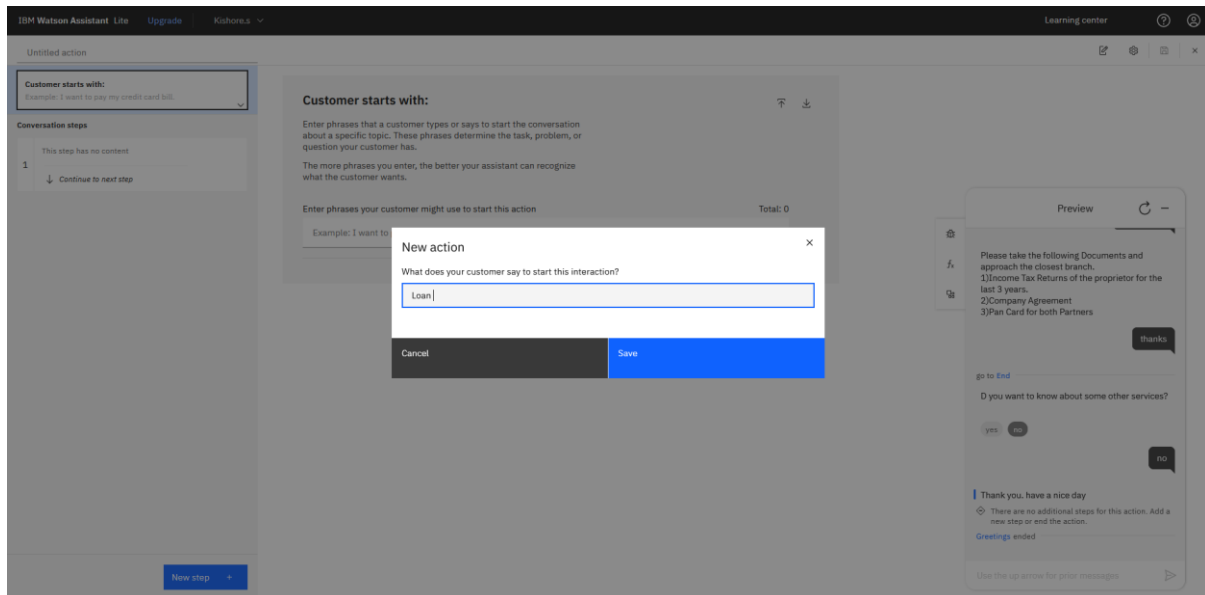 IBM Watson Assistant Lite Upgrade Kishore.s Learning center
Untitled action
Customer starts with:
Example: I want to pay my credit card bill.
Conversation steps
1
This step has no content
Continue to next step
New step +
Customer starts with:
Enter phrases that a customer types or says to start the conversation
about a specific topic. These phrases determine the task, problem, or
question your customer has.
The more phrases you enter, the better your assistant can recognize
what the customer wants.
Enter phrases your customer might use to start this action Total: 0
Example: I want to
New action
What does your customer say to start this interaction?
Loan
Cancel Save
Preview
Please take the following Documents and
approach the closest branch.
1)Income Tax Returns of the proprietor for the
last 3 years.
2)Company Agreement
3)Pan Card for both Partners
thanks
go to End
D you want to know about some other services?
yes no
no
Thank you. have a nice day
There are no additional steps for this action. Add a
new step or end the action.
Greetings ended
Use the up arrow for prior messages